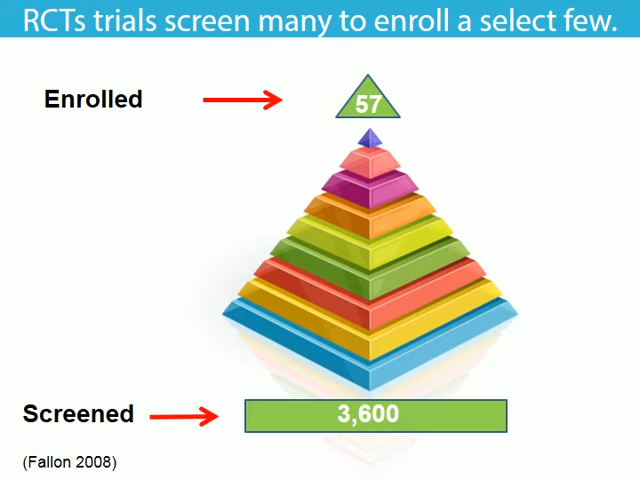 RCTs trials screen many to enroll a select few.
Enrolled
57
Screened
3,600
(Fallon 2008)